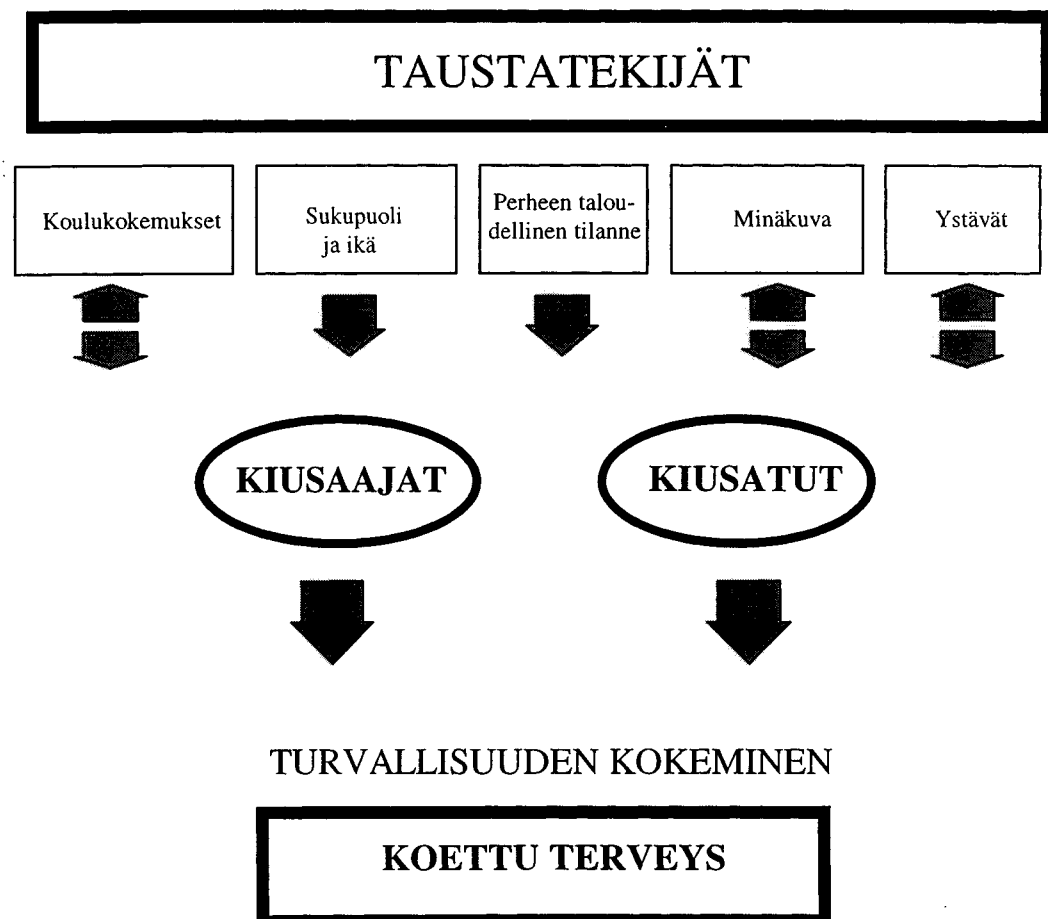 TAUSTATEKIJÄT
Koulukokemukset
Sukupuoli
ja ikä
Perheen talou-
dellinen tilanne
Minäkuva
Ystävät
KIUSAAJAT
KIUSATUT
TURVALLISUUDEN KOKEMINEN
KOETTU TERVEYS